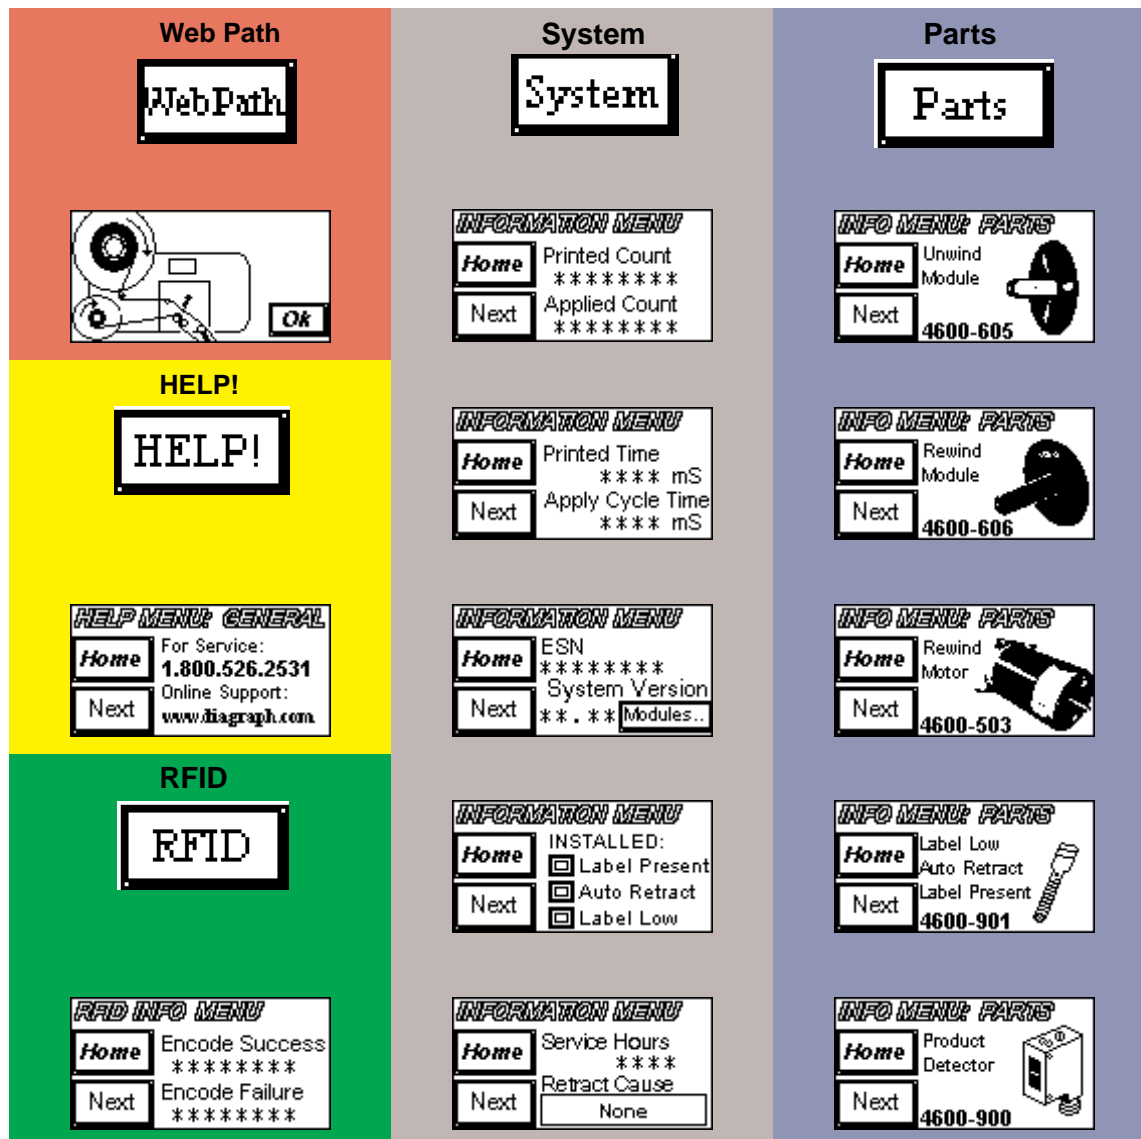 Web Path
WebPath
Ok
HELP!
HELP!
HELP MENU: GENERAL
Home
For Service:
1.800.526.2531
Next
Online Support:
www.diagraph.com
RFID
RFID
RFID INFO MENU
Home
Encode Success
********
Next
Encode Failure
********
System
System
INFORMATION MENU
Home
Printed Count
********
Next
Applied Count
********
INFORMATION MENU
Home
Printed Time
**** mS
Next
Apply Cycle Time
**** mS
INFORMATION MENU
Home
ESN
********
Next
System Version
**.** Modules..
INFORMATION MENU
Home
INSTALLED:
Label Present
Next
Auto Retract
Label Low
INFORMATION MENU
Home
Service Hours
****
Next
Retract Cause
None
Parts
Parts
INFO MENU: PARTS
Home
Unwind
Module
Next
4600-605
INFO MENU: PARTS
Home
Rewind
Module
Next
4600-606
INFO MENU: PARTS
Home
Rewind
Motor
Next
4600-503
INFO MENU: PARTS
Home
Label Low
Auto Retract
Next
Label Present
4600-901
INFO MENU: PARTS
Home
Product
Detector
Next
4600-900